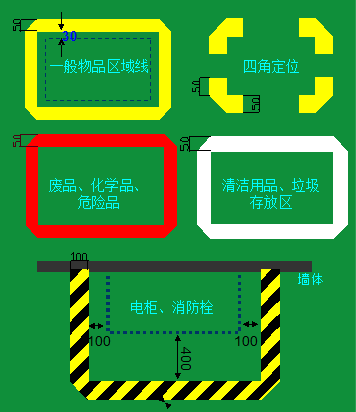 50
30
一般物品区域线
四角定位
50
50
50
废品、化学品、
危险品
50
清洁用品、垃圾
存放区
100
墙体
电柜、消防栓
100
100
400